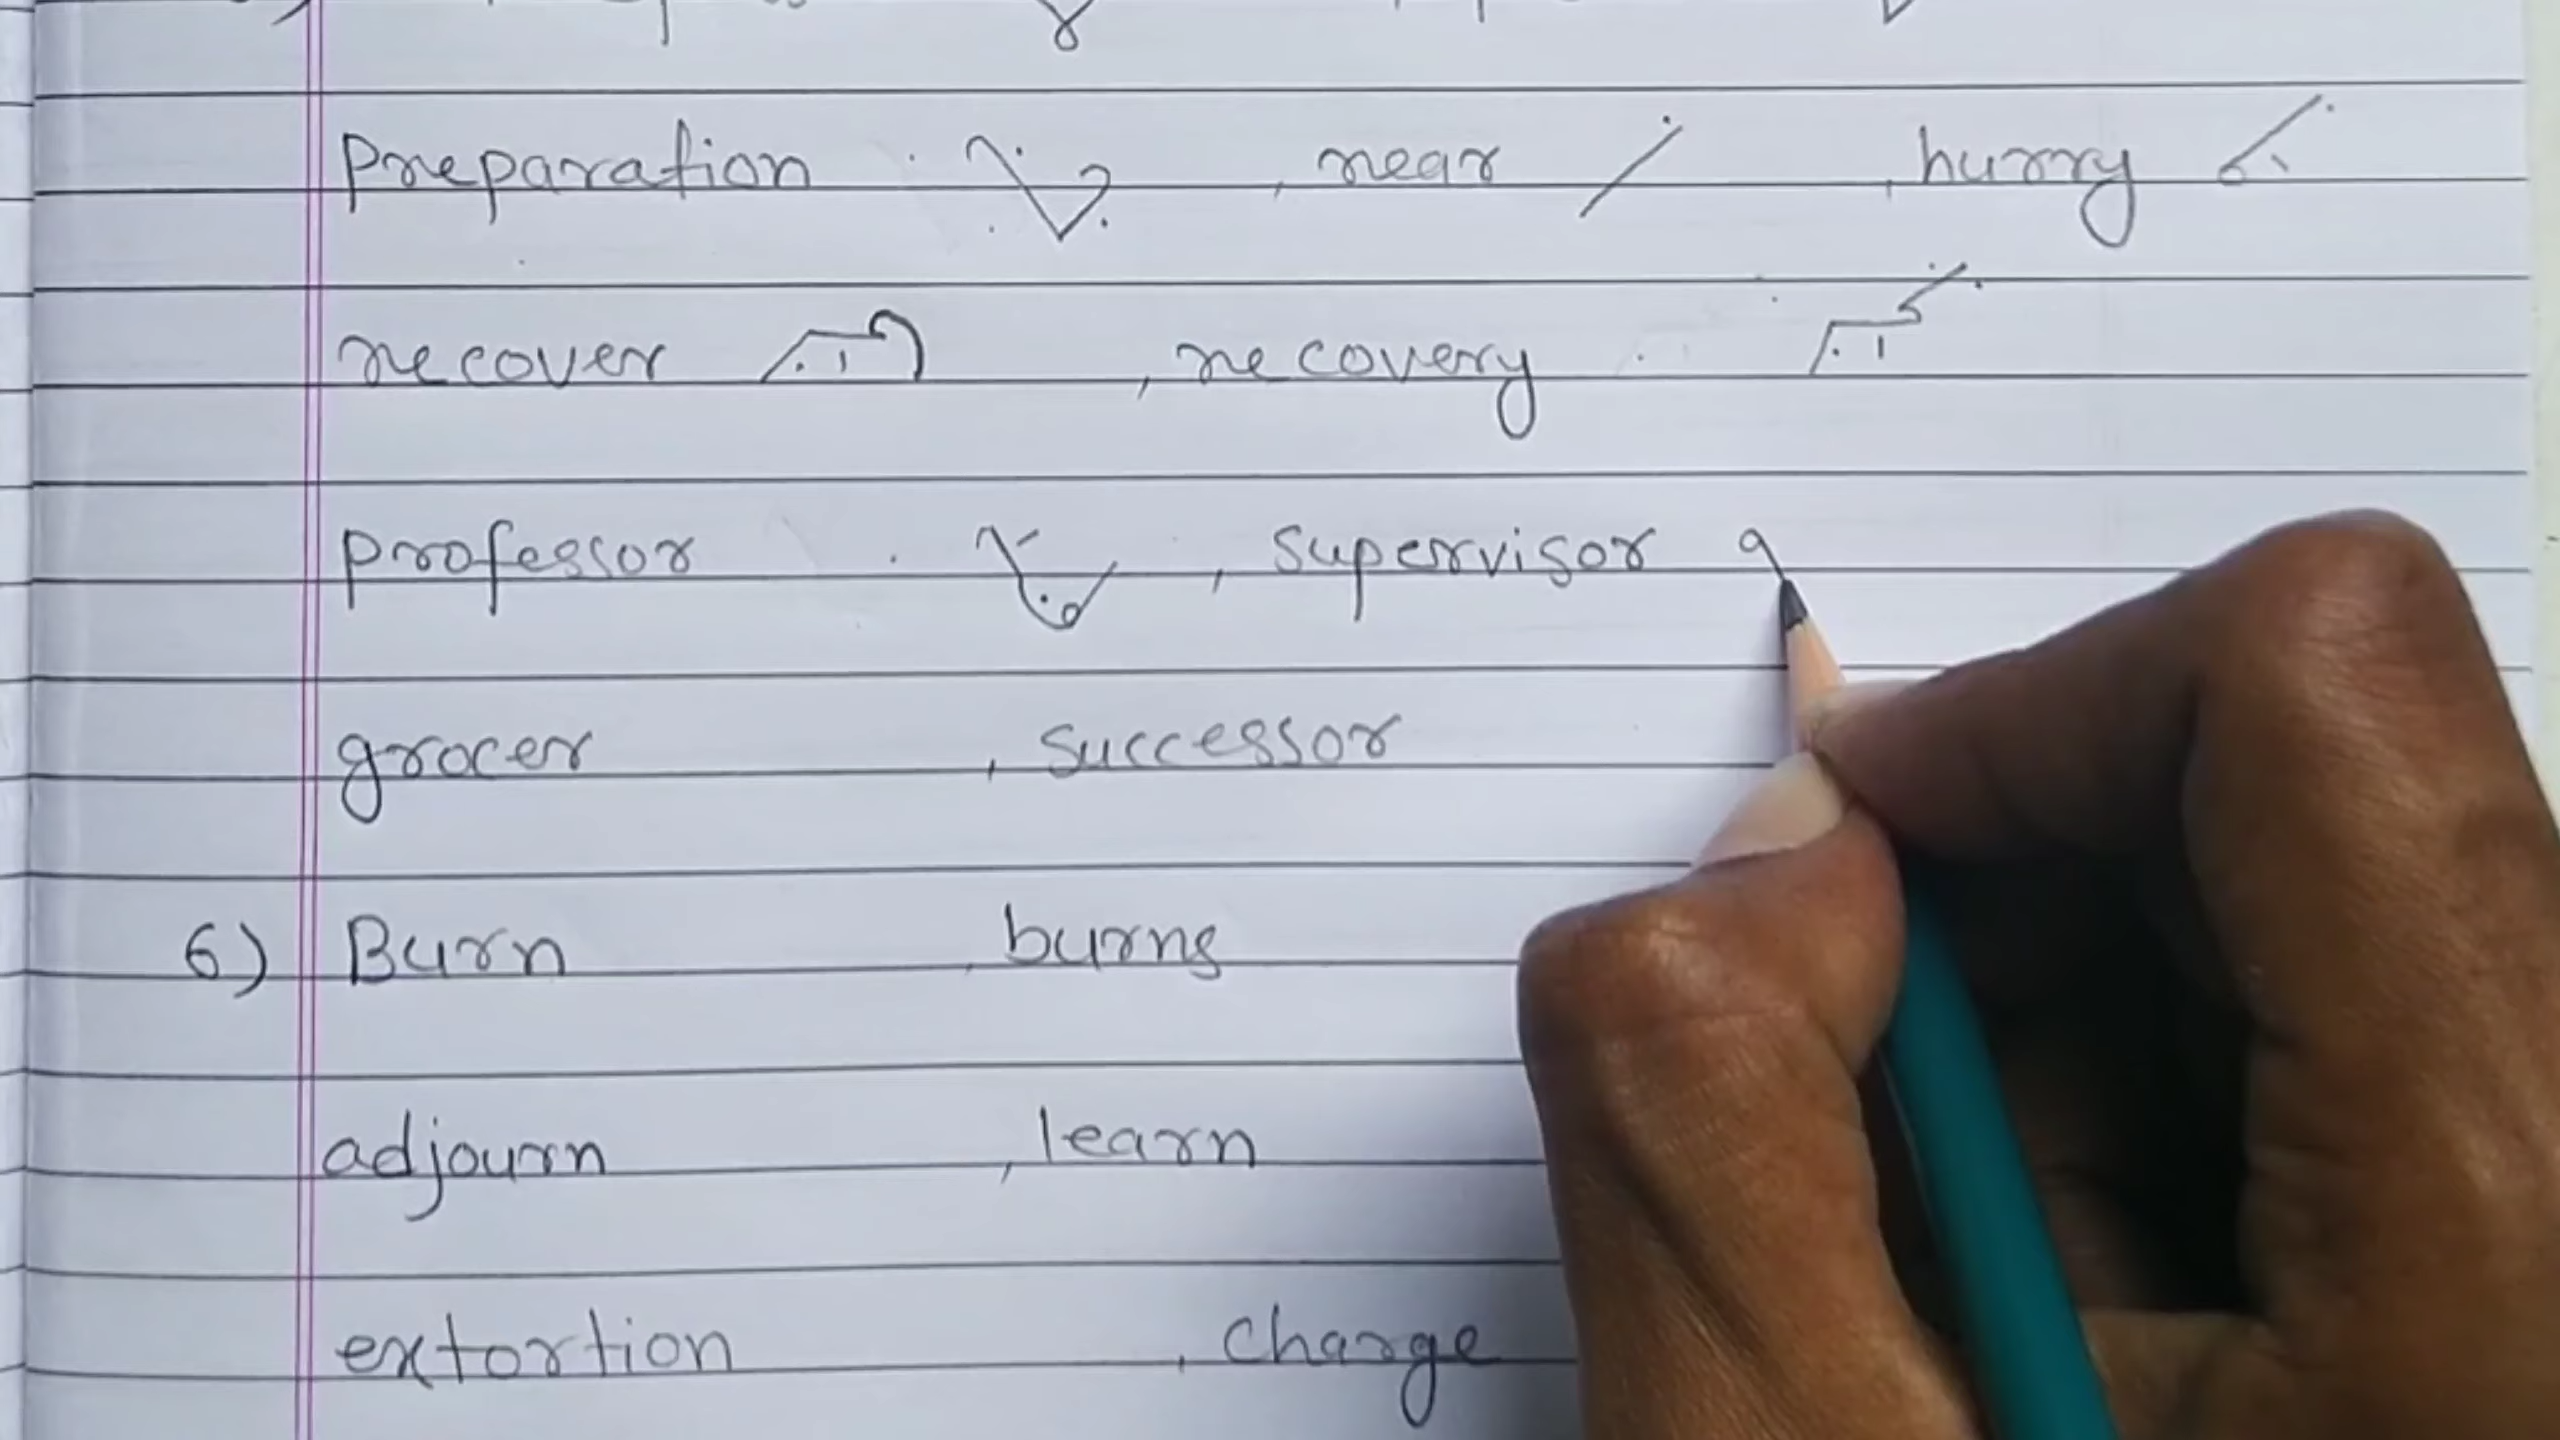 Preparation , near , hurry
recover , recovery
professor , supervisor
grocer , successor
6) Burn , burns
adjourn , learn
extortion , charge